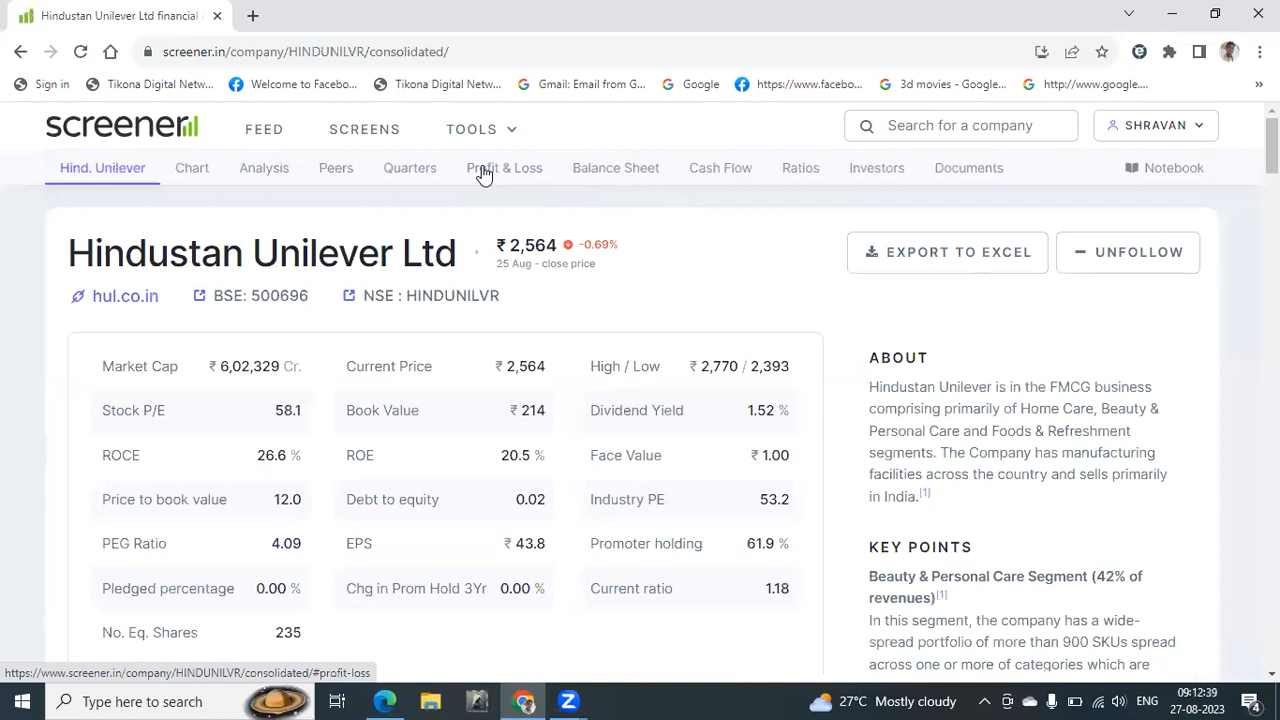 Hindustan Unilever Ltd financial
screener.in/company/HINDUNILVR/consolidated/
Sign in
Tikona Digital Netw...
Welcome to Facebo...
Tikona Digital Netw...
Gmail: Email from G...
Google
https://www.facebo...
3d movies - Google...
http://www.google....
»
screener
FEED
SCREENS
TOOLS
Search for a company
SHRAVAN
Hind. Unilever
Chart
Analysis
Peers
Quarters
Profit & Loss
Balance Sheet
Cash Flow
Ratios
Investors
Documents
Notebook
Hindustan Unilever Ltd
₹ 2,564 -0.69%
25 Aug - close price
EXPORT TO EXCEL
UNFOLLOW
hul.co.in
BSE: 500696
NSE : HINDUNILVR
Market Cap ₹ 6,02,329 Cr.
Current Price ₹ 2,564
High / Low ₹ 2,770 / 2,393
Stock P/E 58.1
Book Value ₹ 214
Dividend Yield 1.52 %
ROCE 26.6 %
ROE 20.5 %
Face Value ₹ 1.00
Price to book value 12.0
Debt to equity 0.02
Industry PE 53.2
PEG Ratio 4.09
EPS ₹ 43.8
Promoter holding 61.9 %
Pledged percentage 0.00 %
Chg in Prom Hold 3Yr 0.00 %
Current ratio 1.18
No. Eq. Shares 235
ABOUT
Hindustan Unilever is in the FMCG business
comprising primarily of Home Care, Beauty &
Personal Care and Foods & Refreshment
segments. The Company has manufacturing
facilities across the country and sells primarily
in India.[1]
KEY POINTS
Beauty & Personal Care Segment (42% of
revenues)[1]
In this segment, the company has a wide-
spread portfolio of more than 900 SKUs spread
across one or more of categories which are
https://www.screener.in/company/HINDUNILVR/consolidated/#profit-loss
Type here to search
27°C Mostly cloudy
ENG
09:12:39
27-08-2023
4